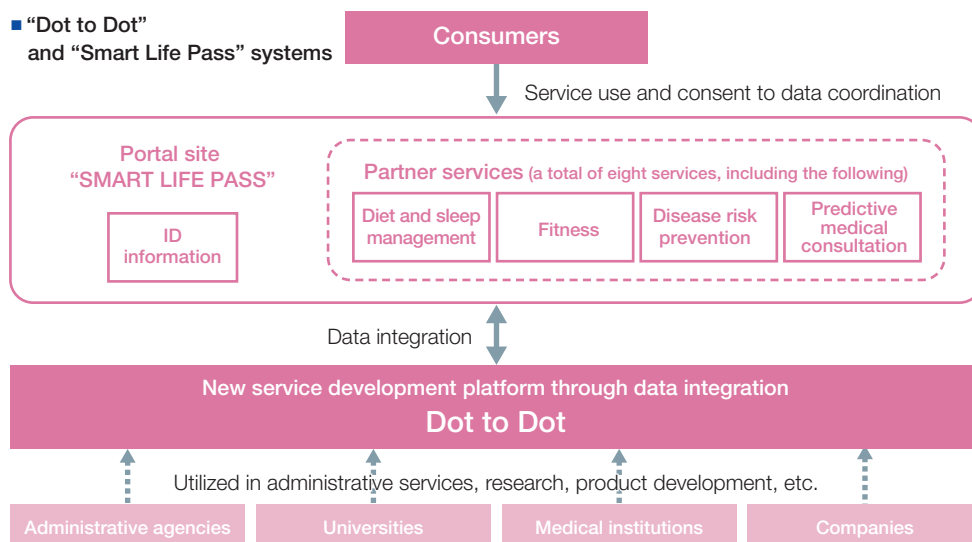 ■ “Dot to Dot”
and “Smart Life Pass” systems
Consumers
Service use and consent to data coordination
Portal site
“SMART LIFE PASS”
ID
information
Partner services (a total of eight services, including the following)
Diet and sleep
management
Fitness
Disease risk
prevention
Predictive
medical
consultation
Data integration
New service development platform through data integration
Dot to Dot
Utilized in administrative services, research, product development, etc.
Administrative agencies
Universities
Medical institutions
Companies